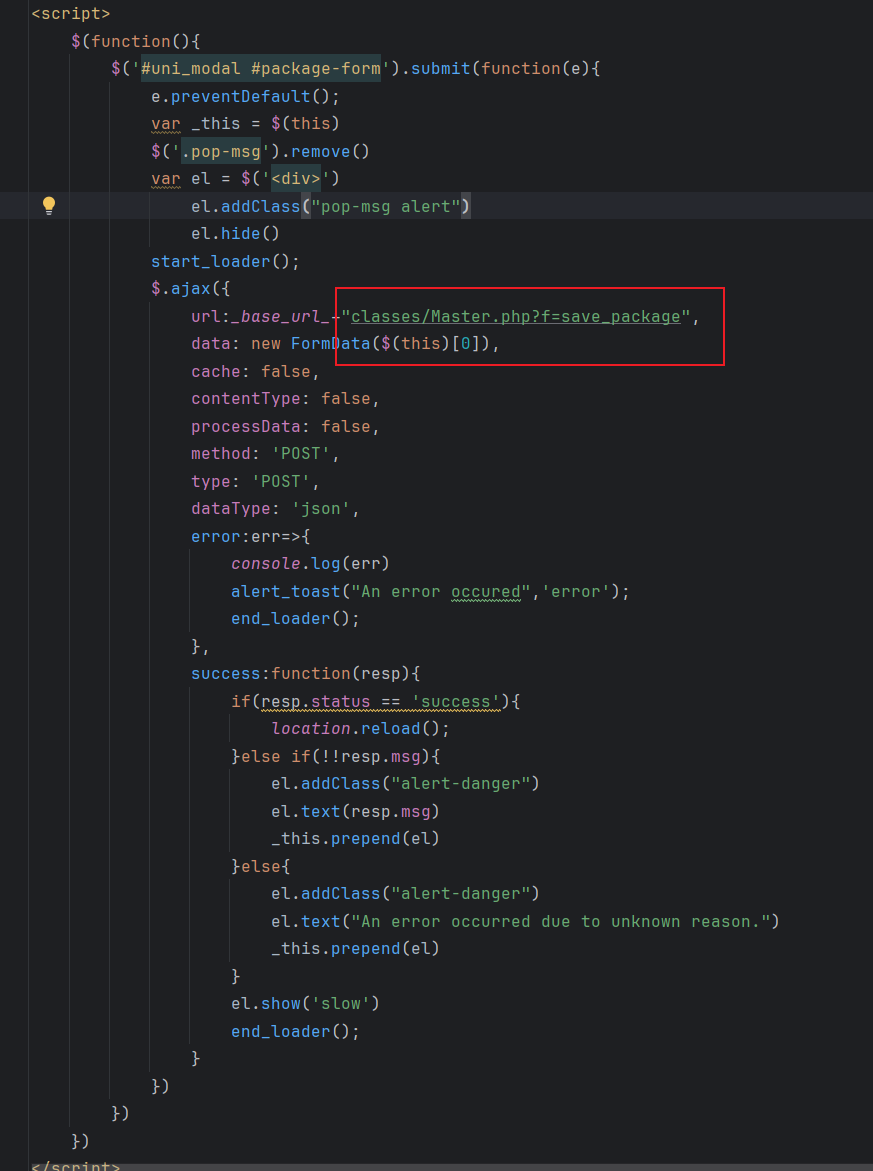 <script>
$(function(){
$('#uni_modal #package-form').submit(function(e){
e.preventDefault();
var _this = $(this)
$('.pop-msg').remove()
var el = $('<div>')
el.addClass("pop-msg alert")
el.hide()
start_loader();
$.ajax({
url:_base_url_+"classes/Master.php?f=save_package",
data: new FormData($(this)[0]),
cache: false,
contentType: false,
processData: false,
method: 'POST',
type: 'POST',
dataType: 'json',
error:err=>{
console.log(err)
alert_toast("An error occured",'error');
end_loader();
},
success:function(resp){
if(resp.status == 'success'){
location.reload();
}else if(!!resp.msg){
el.addClass("alert-danger")
el.text(resp.msg)
_this.prepend(el)
}else{
el.addClass("alert-danger")
el.text("An error occurred due to unknown reason.")
_this.prepend(el)
}
el.show('slow')
end_loader();
}
})
})
})
</script>